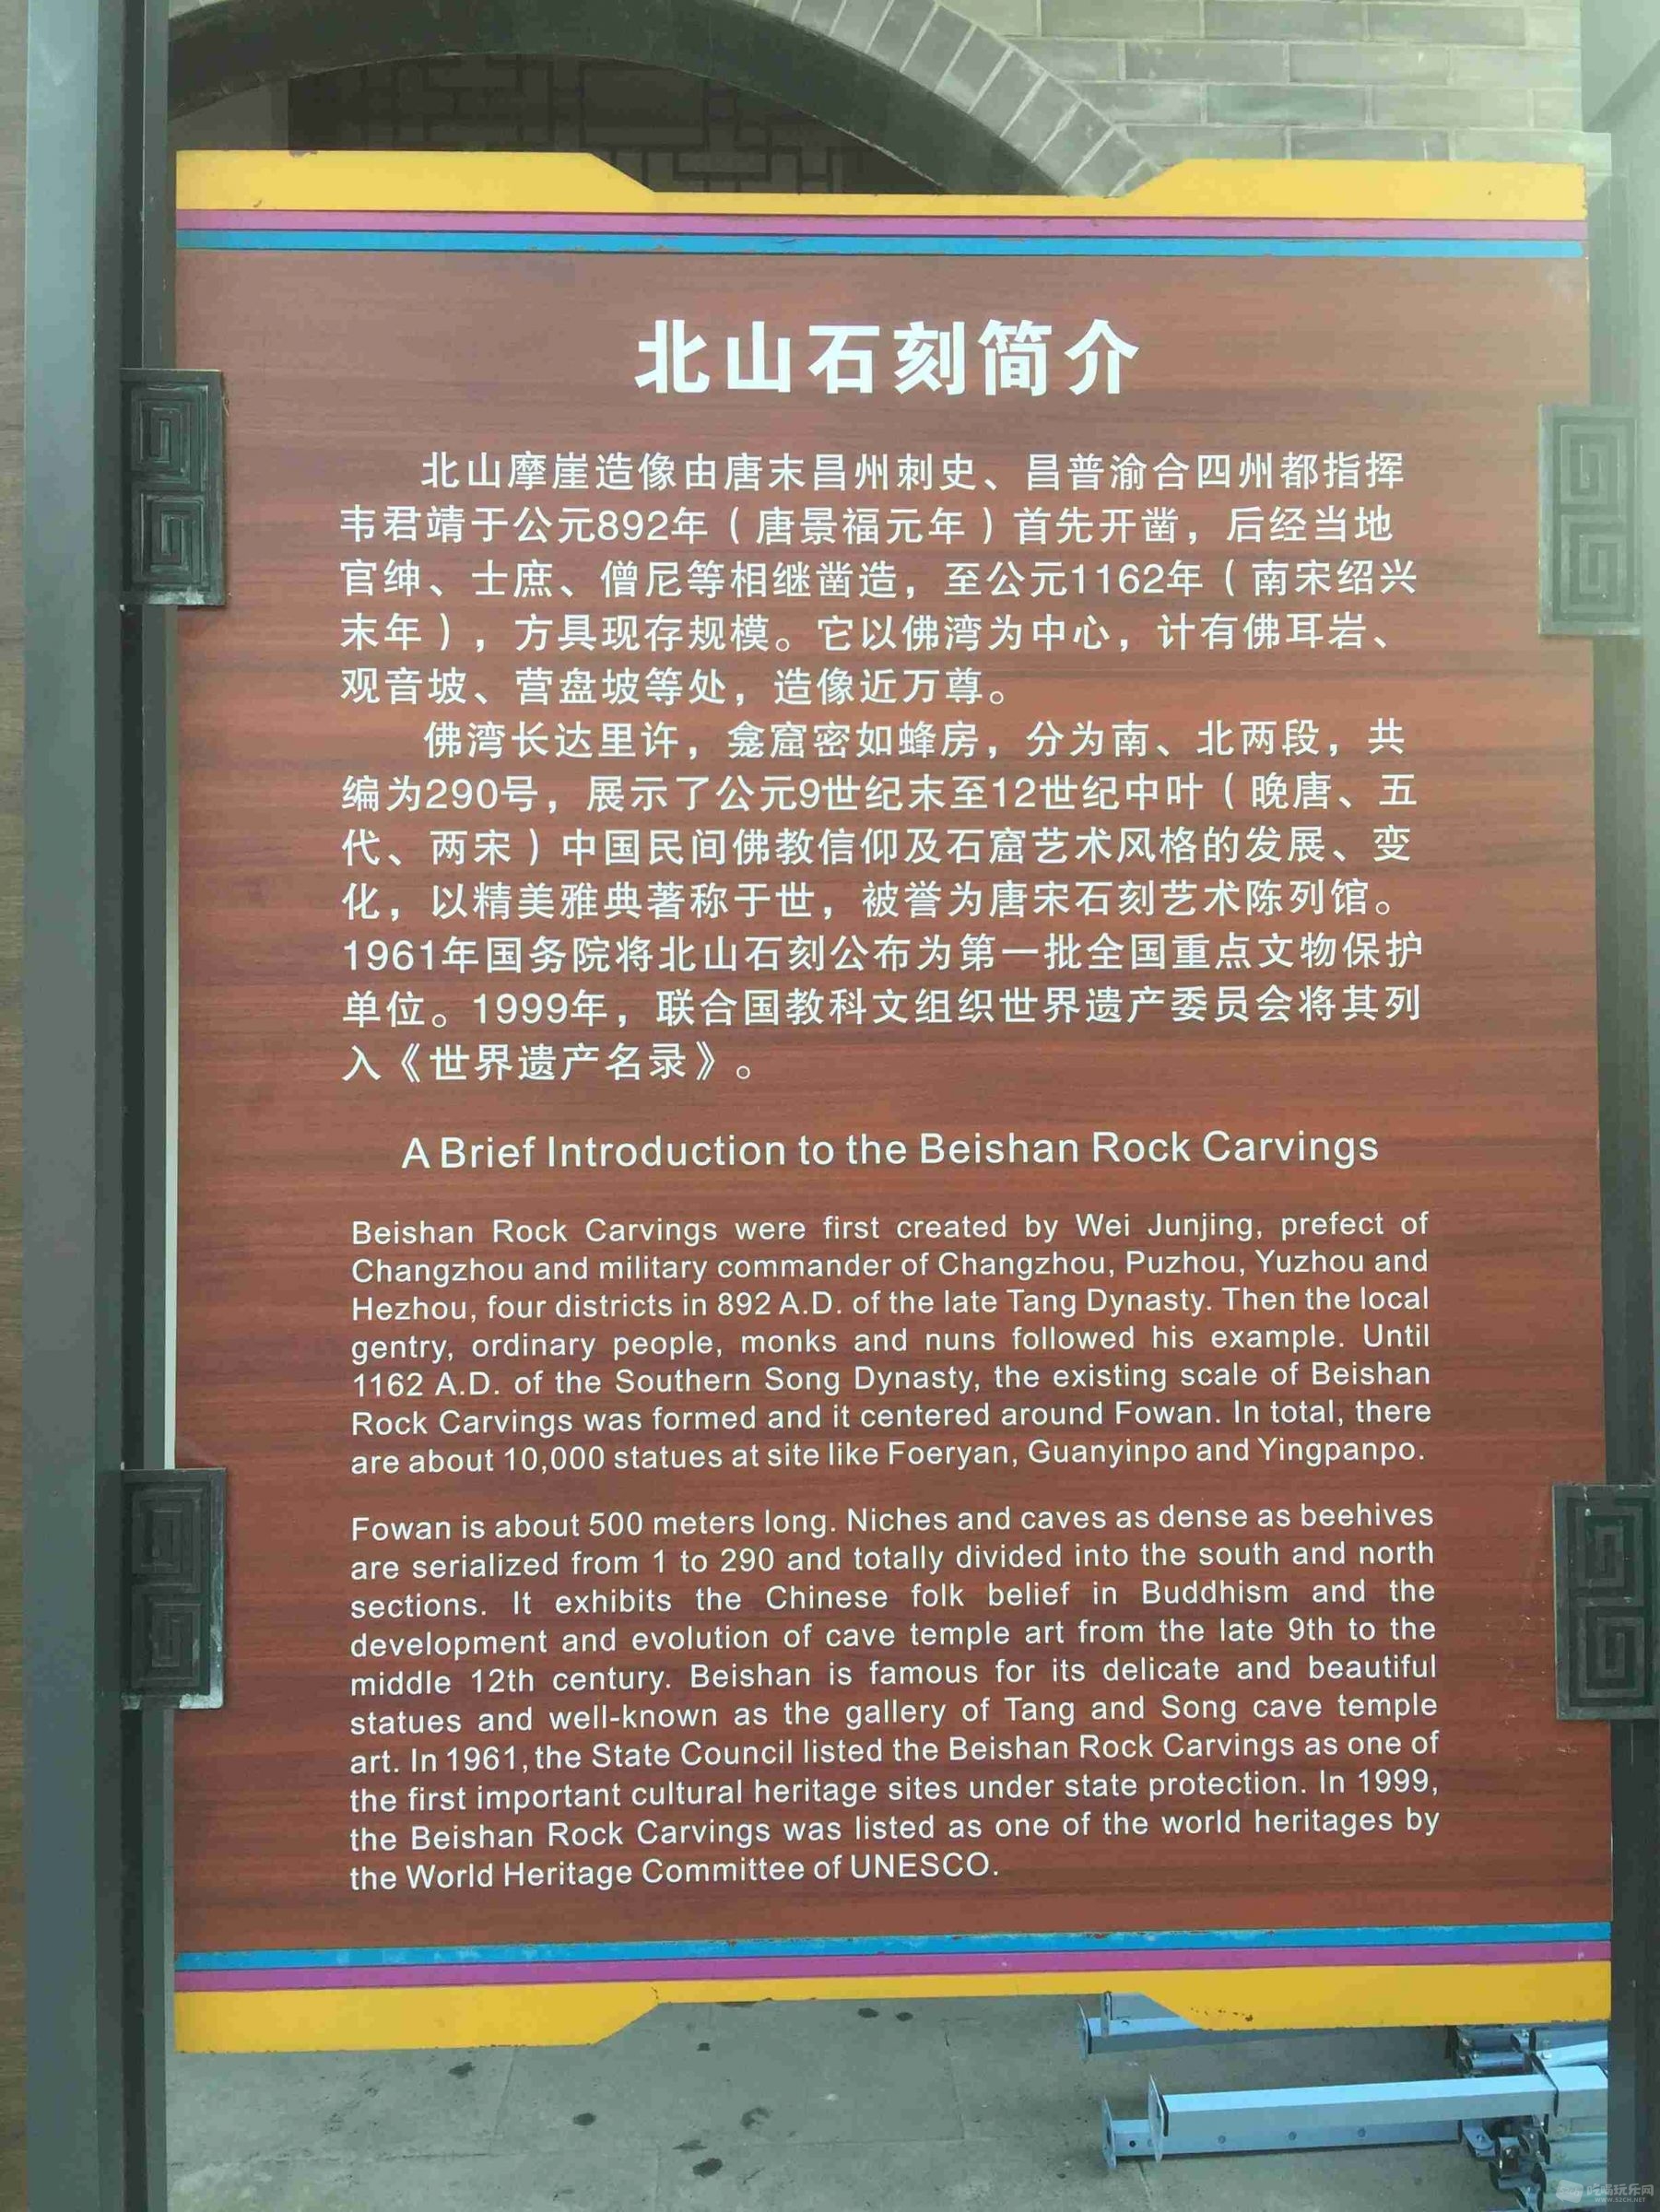 北山石刻简介
北山摩崖造像由唐末昌州刺史、昌普渝合四州都指挥
韦君靖于公元892年（唐景福元年）首先开凿，后经当地
官绅、士庶、僧尼等相继凿造，至公元1162年（南宋绍兴
末年），方具现存规模。它以佛湾为中心，计有佛耳岩、
观音坡、营盘坡等处，造像近万尊。
佛湾长达里许，龛窟密如蜂房，分为南、北两段，共
编为290号，展示了公元9世纪末至12世纪中叶（晚唐、五
代、两宋）中国民间佛教信仰及石窟艺术风格的发展、变
化，以精美雅典著称于世，被誉为唐宋石刻艺术陈列馆。
1961年国务院将北山石刻公布为第一批全国重点文物保护
单位。1999年，联合国教科文组织世界遗产委员会将其列
入《世界遗产名录》。
A Brief Introduction to the Beishan Rock Carvings
Beishan Rock Carvings were first created by Wei Junjing, prefect of
Changzhou and military commander of Changzhou, Puzhou, Yuzhou and
Hezhou, four districts in 892 A.D. of the late Tang Dynasty. Then the local
gentry, ordinary people, monks and nuns followed his example. Until
1162 A.D. of the Southern Song Dynasty, the existing scale of Beishan
Rock Carvings was formed and it centered around Fowan. In total, there
are about 10,000 statues at site like Foeryan, Guanyinpo and Yingpanpo.
Fowan is about 500 meters long. Niches and caves as dense as beehives
are serialized from 1 to 290 and totally divided into the south and north
sections. It exhibits the Chinese folk belief in Buddhism and the
development and evolution of cave temple art from the late 9th to the
middle 12th century. Beishan is famous for its delicate and beautiful
statues and well-known as the gallery of Tang and Song cave temple
art. In 1961, the State Council listed the Beishan Rock Carvings as one of
the first important cultural heritage sites under state protection. In 1999,
the Beishan Rock Carvings was listed as one of the world heritages by
the World Heritage Committee of UNESCO.
吃喝玩乐网
WWW.SZCH.NET